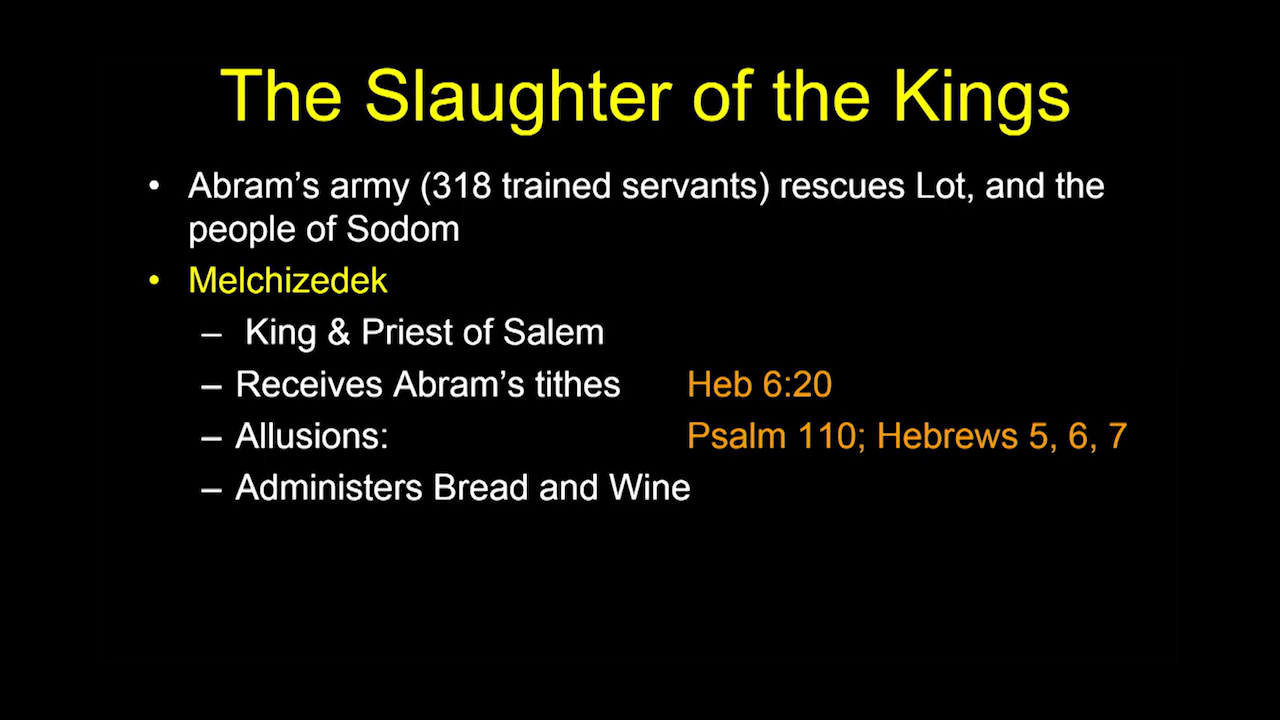 The Slaughter of the Kings
• Abram’s army (318 trained servants) rescues Lot, and the
people of Sodom
• Melchizedek
– King & Priest of Salem
– Receives Abram’s tithes Heb 6:20
– Allusions: Psalm 110; Hebrews 5, 6, 7
– Administers Bread and Wine